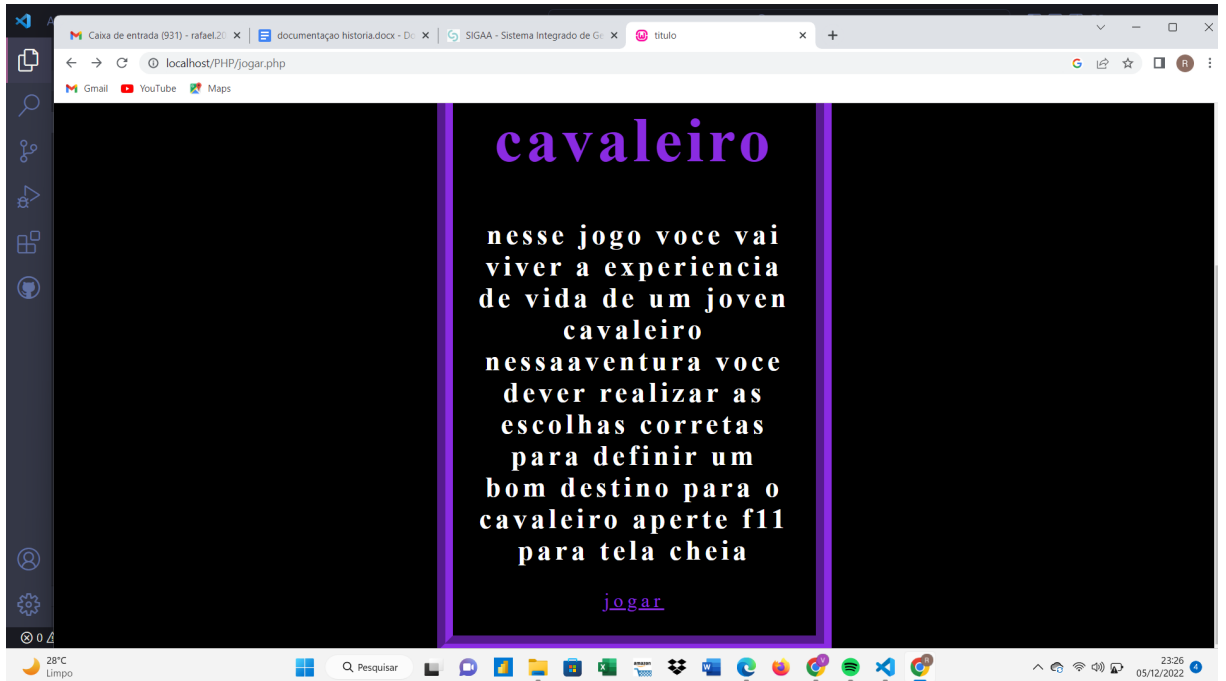 Caixa de entrada (931) - rafael.20
documentaçao historia.docx - Do
SIGAA - Sistema Integrado de Ge
titulo
localhost/PHP/jogar.php
G
R
Gmail
YouTube
Maps
cavaleiro
nesse jogo voce vai
viver a experiencia
de vida de um joven
cavaleiro
nessaaventura voce
dever realizar as
escolhas corretas
para definir um
bom destino para o
cavaleiro aperte f11
para tela cheia
jogar
0
28°C
Limpo
Pesquisar
23:26
05/12/2022
4